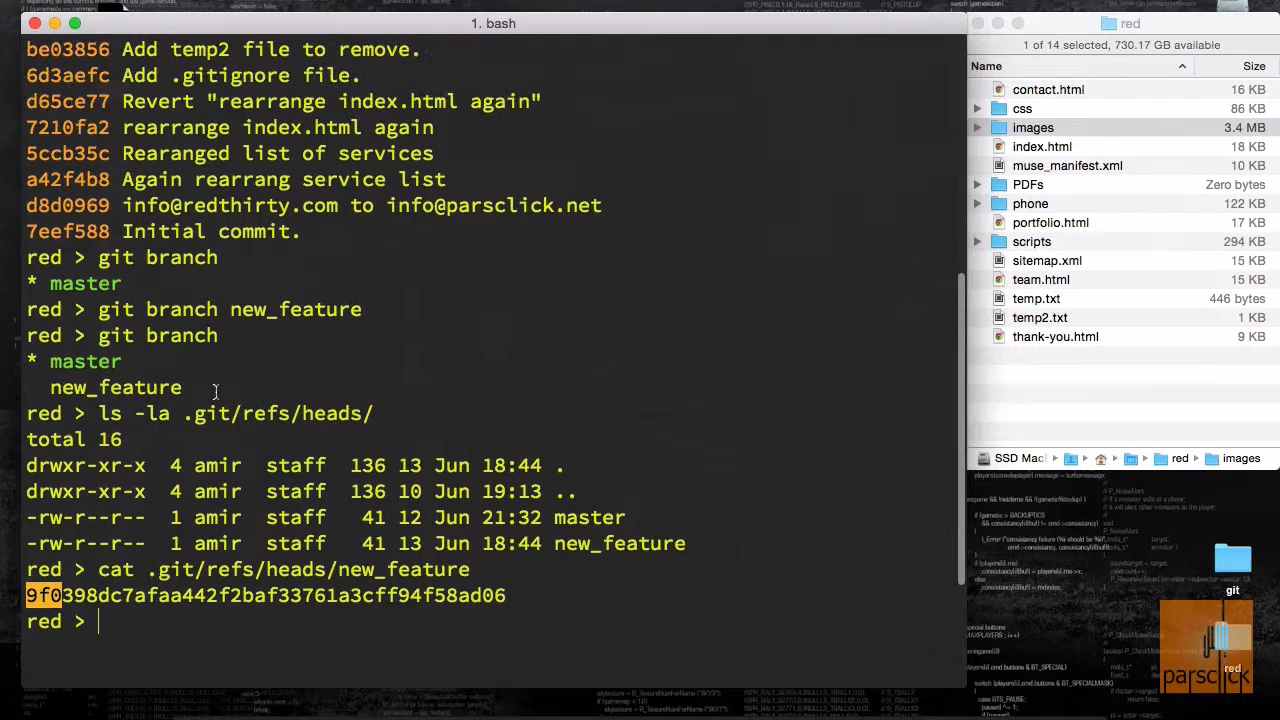 1. bash
be03856 Add temp2 file to remove.
6d3aefc Add .gitignore file.
d65ce77 Revert "rearrange index.html again"
7210fa2 rearrange index.html again
5ccb35c Rearanged list of services
a42f4b8 Again rearrang service list
d8d0969 info@redthirty.com to info@parsclick.net
7eef588 Initial commit.
red > git branch
* master
red > git branch new_feature
red > git branch
* master
new_feature
red > ls -la .git/refs/heads/
total 16
drwxr-xr-x 4 amir staff 136 13 Jun 18:44 .
drwxr-xr-x 4 amir staff 136 10 Jun 19:13 ..
-rw-r--r-- 1 amir staff 41 12 Jun 21:32 master
-rw-r--r-- 1 amir staff 41 13 Jun 18:44 new_feature
red > cat .git/refs/heads/new_feature
9f0398dc7afaa442f2baf38761a3cff94f58ad06
red >
red
1 of 14 selected, 730.17 GB available
Name Size
contact.html 16 KB
css 86 KB
images 3.4 MB
index.html 18 KB
muse_manifest.xml 10 KB
PDFs Zero bytes
phone 122 KB
portfolio.html 17 KB
scripts 294 KB
sitemap.xml 15 KB
team.html 15 KB
temp.txt 446 bytes
temp2.txt 1 KB
thank-you.html 9 KB
SSD Mac red images
git
red
parsclick